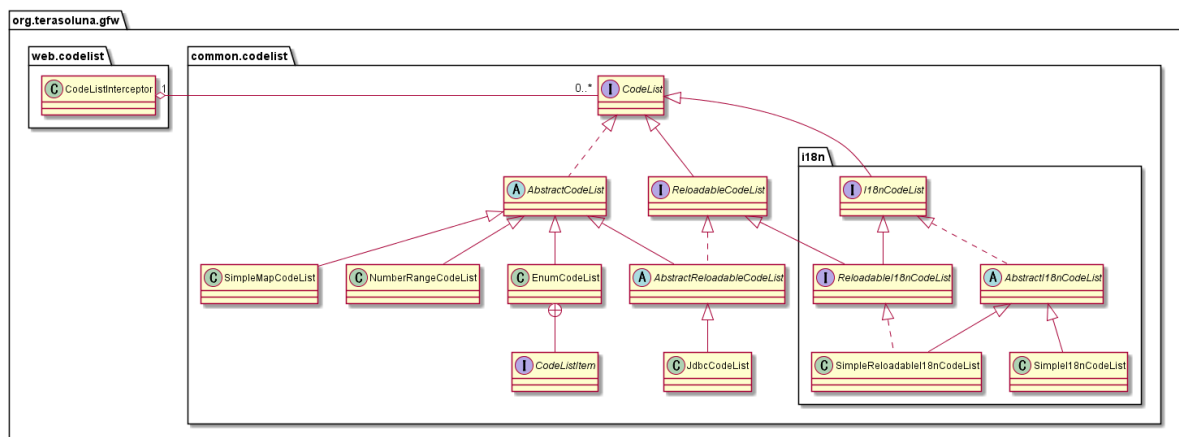 org.terasoluna.gfw
web.codelist
common.codelist
C CodeListInterceptor
1
0..*
I CodeList
i18n
A AbstractCodeList
I ReloadableCodeList
I I18nCodeList
C SimpleMapCodeList
C NumberRangeCodeList
C EnumCodeList
A AbstractReloadableCodeList
I ReloadableI18nCodeList
A AbstractI18nCodeList
I CodeListItem
C JdbcCodeList
C SimpleReloadableI18nCodeList
C SimpleI18nCodeList